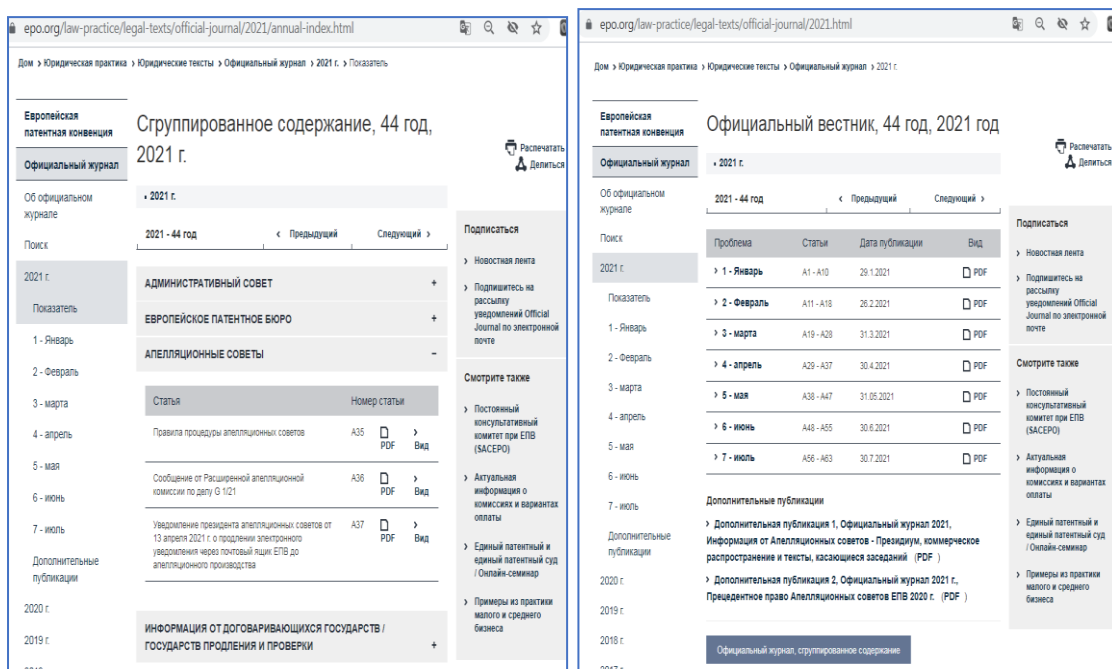 epo.org/law-practice/legal-texts/official-journal/2021/annual-index.html
Дом > Юридическая практика > Юридические тексты > Официальный журнал > 2021 г. > Показатель
Европейская
патентная конвенция
Официальный журнал
Об официальном
журнале
Поиск
2021 г.
Показатель
1 - Январь
2 - Февраль
3 - марта
4 - апрель
5 - мая
6 - июнь
7 - июль
Дополнительные
публикации
2020 г.
2019 г.
Сгруппированное содержание, 44 год,
2021 г.
Распечатать
Делиться
• 2021 г.
2021 - 44 год < Предыдущий Следующий >
АДМИНИСТРАТИВНЫЙ СОВЕТ +
ЕВРОПЕЙСКОЕ ПАТЕНТНОЕ БЮРО +
АПЕЛЛЯЦИОННЫЕ СОВЕТЫ –
Статья Номер статьи
Правила процедуры апелляционных советов A35 PDF > Вид
Сообщение от Расширенной апелляционной A36 PDF > Вид
комиссии по делу G 1/21
Уведомление президента апелляционных советов от A37 PDF > Вид
13 апреля 2021 г. о продлении электронного
уведомления через почтовый ящик ЕПВ до
апелляционного производства
ИНФОРМАЦИЯ ОТ ДОГОВАРИВАЮЩИХСЯ ГОСУДАРСТВ /
ГОСУДАРСТВ ПРОДЛЕНИЯ И ПРОВЕРКИ +
Подписаться
> Новостная лента
> Подпишитесь на
рассылку
уведомлений Official
Journal по электронной
почте
Смотрите также
> Постоянный
консультативный
комитет при ЕПВ
(SACEPO)
> Актуальная
информация о
комиссиях и вариантах
оплаты
> Единый патентный и
единый патентный суд
/ Онлайн-семинар
> Примеры из практики
малого и среднего
бизнеса
epo.org/law-practice/legal-texts/official-journal/2021.html
Дом > Юридическая практика > Юридические тексты > Официальный журнал > 2021 г.
Европейская
патентная конвенция
Официальный журнал
Об официальном
журнале
Поиск
2021 г.
Показатель
1 - Январь
2 - Февраль
3 - марта
4 - апрель
5 - мая
6 - июнь
7 - июль
Дополнительные
публикации
2020 г.
2019 г.
2018 г.
Официальный вестник, 44 год, 2021 год
Распечатать
Делиться
• 2021 г.
2021 - 44 год < Предыдущий Следующий >
Проблема Статьи Дата публикации Вид
> 1 - Январь A1 - A10 29.1.2021 PDF
> 2 - Февраль A11 - A18 26.2.2021 PDF
> 3 - марта A19 - A28 31.3.2021 PDF
> 4 - апрель A29 - A37 30.4.2021 PDF
> 5 - мая A38 - A47 31.05.2021 PDF
> 6 - июнь A48 - A55 30.6.2021 PDF
> 7 - июль A56 - A63 30.7.2021 PDF
Дополнительные публикации
> Дополнительная публикация 1, Официальный журнал 2021,
Информация от Апелляционных советов - Президиум, коммерческое
распространение и тексты, касающиеся заседаний (PDF )
> Дополнительная публикация 2, Официальный журнал 2021 г.,
Прецедентное право Апелляционных советов ЕПВ 2020 г. (PDF )
Официальный журнал, сгруппированное содержание
Подписаться
> Новостная лента
> Подпишитесь на
рассылку
уведомлений Official
Journal по электронной
почте
Смотрите также
> Постоянный
консультативный
комитет при ЕПВ
(SACEPO)
> Актуальная
информация о
комиссиях и вариантах
оплаты
> Единый патентный и
единый патентный суд
/ Онлайн-семинар
> Примеры из практики
малого и среднего
бизнеса